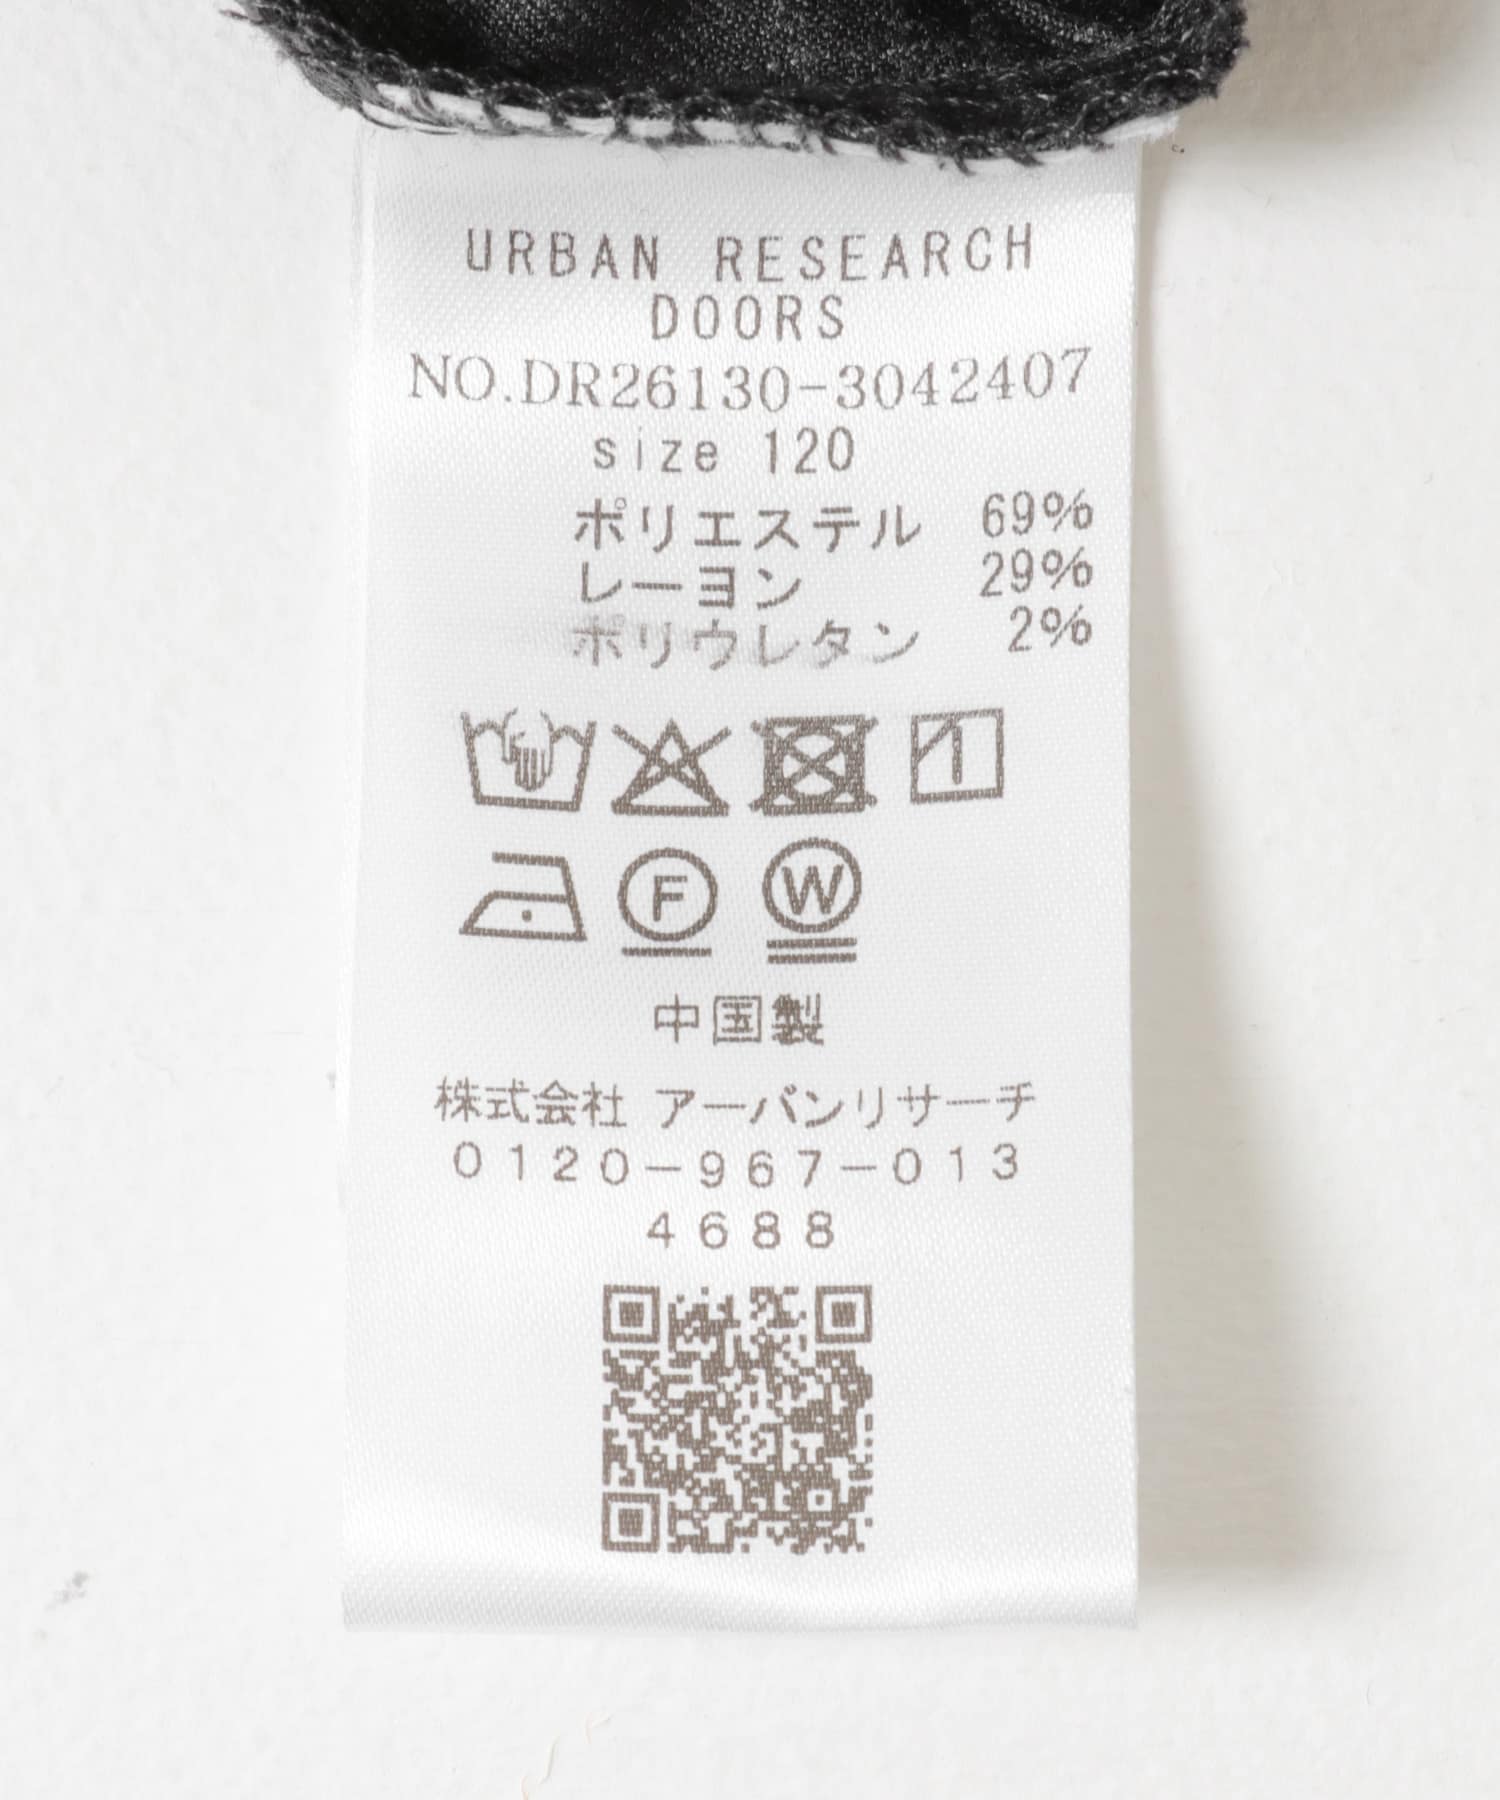 URBAN RESEARCH
DOORS
NO.DR26130-3042407
size 120
ポリエステル 69%
レーヨン 29%
ポリウレタン 2%
F W
中国製
株式会社 アーバンリサーチ
0120-967-013
4688